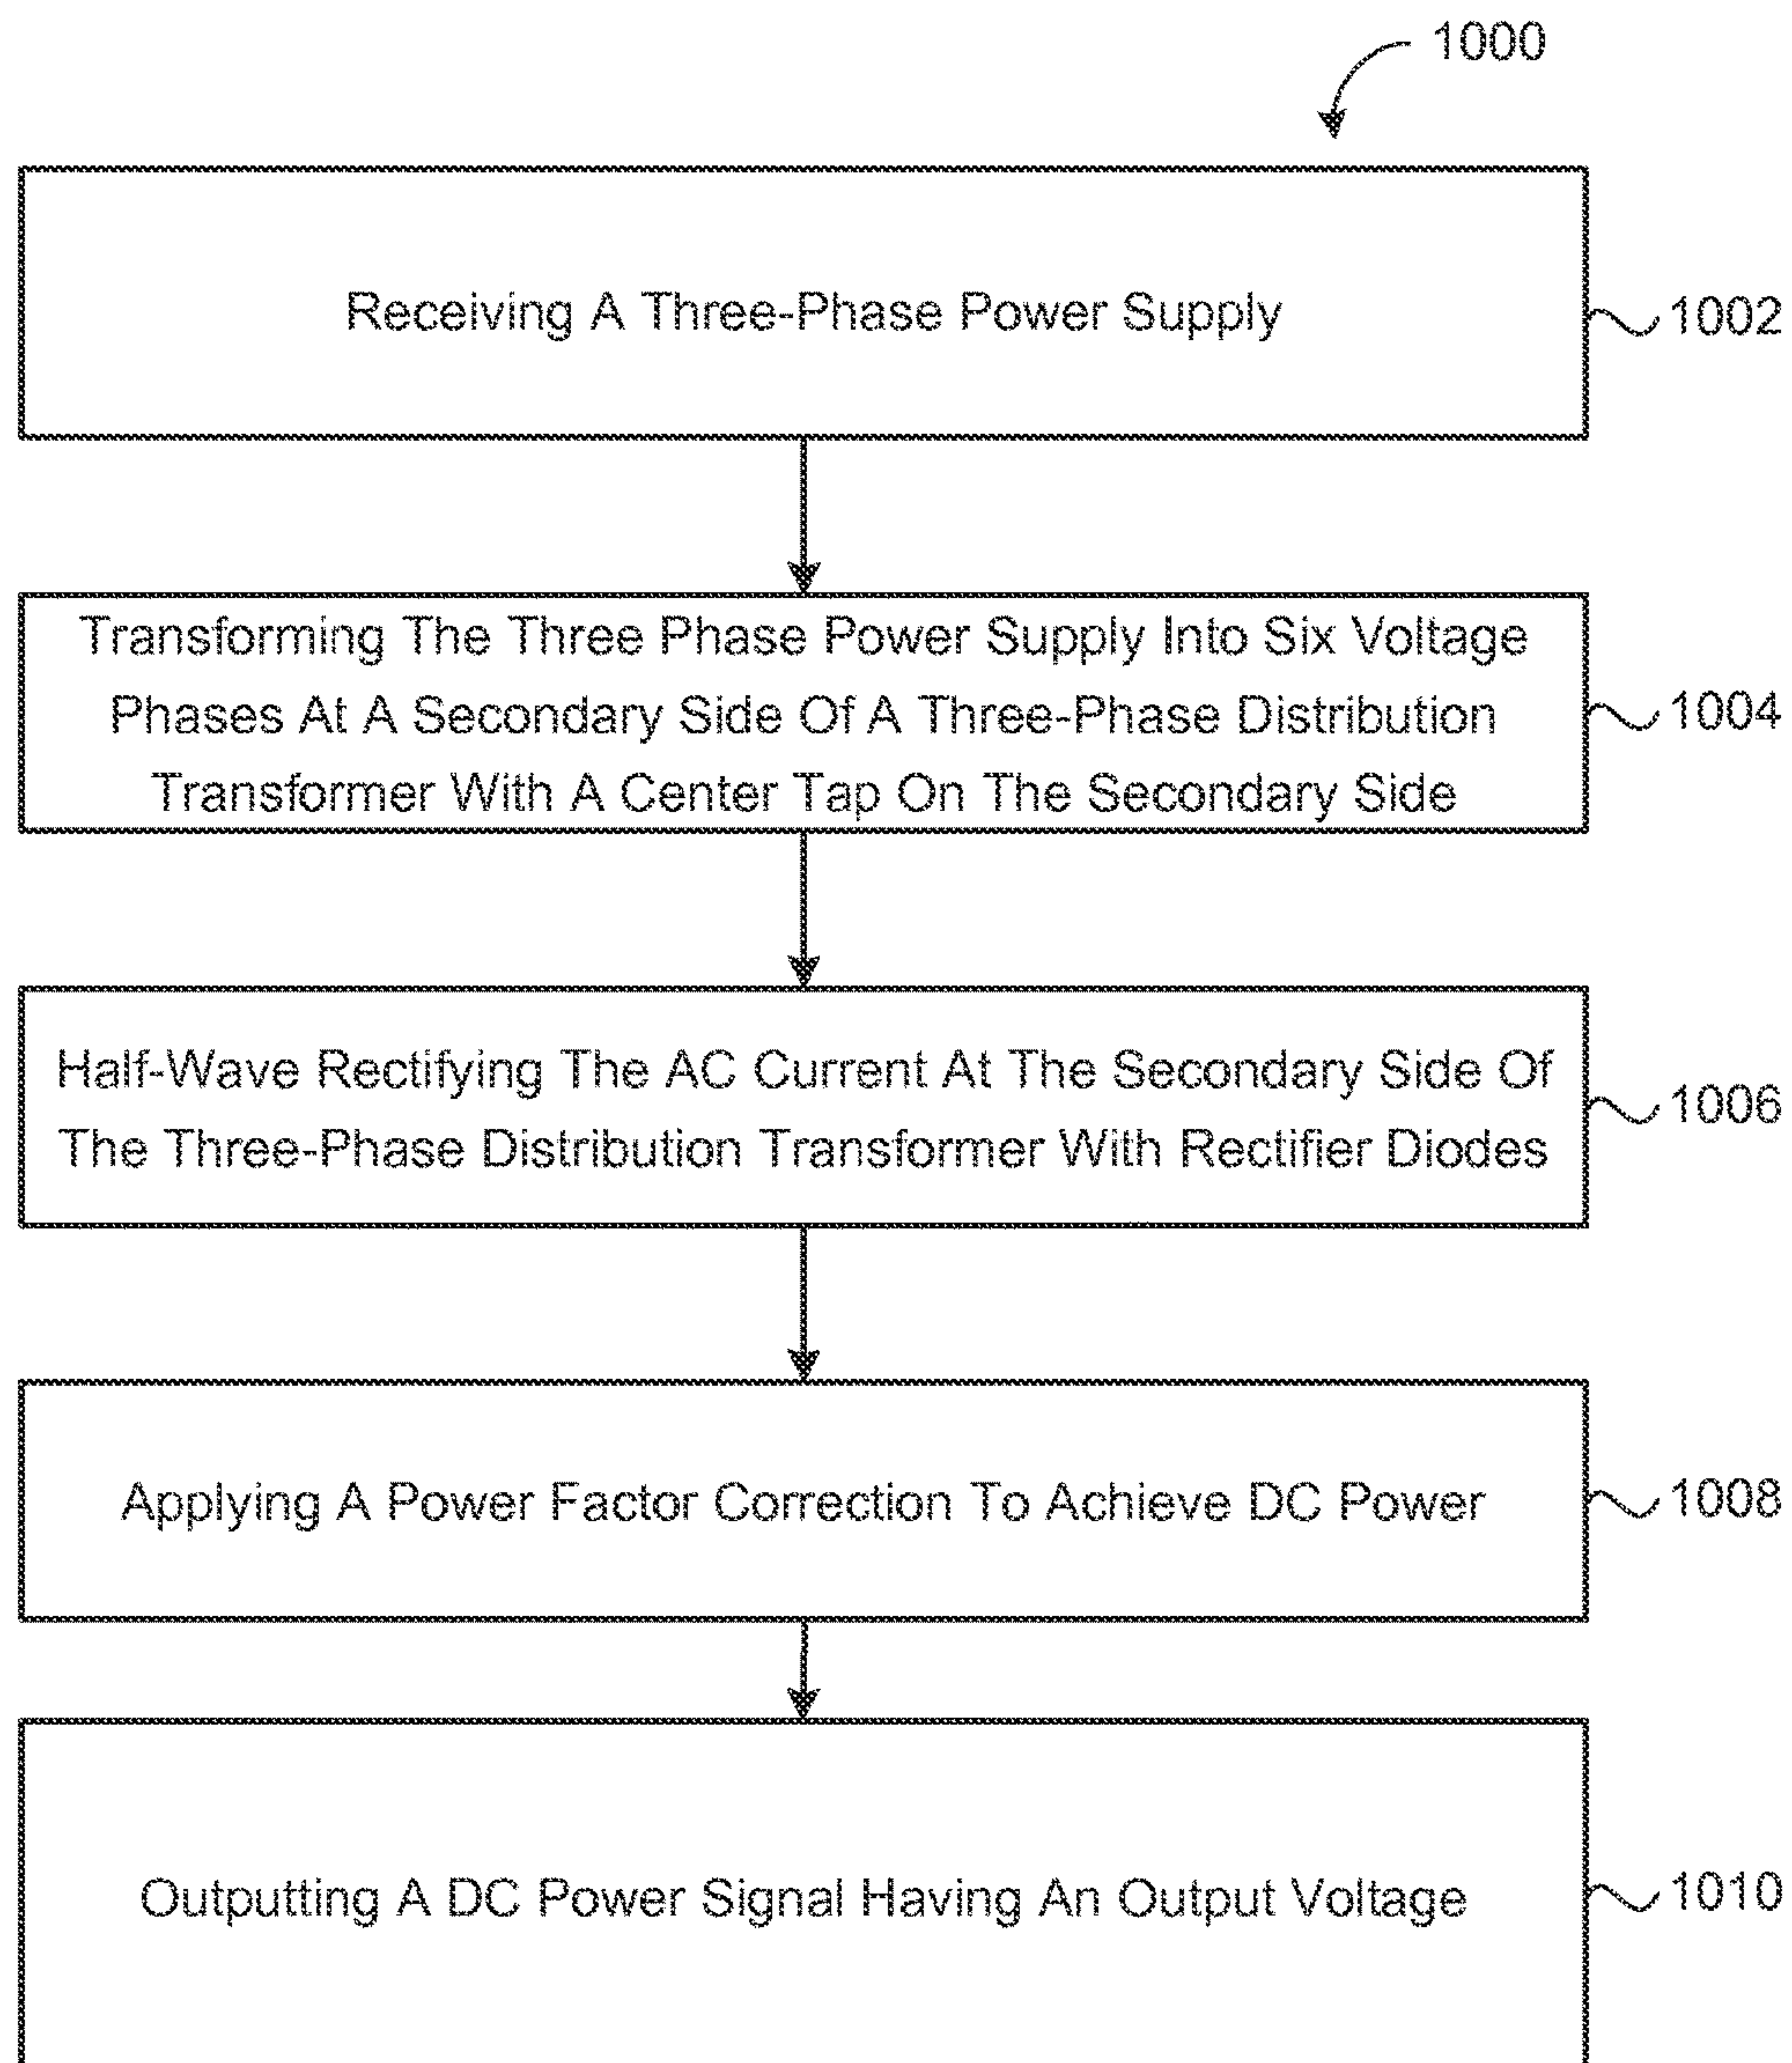 1000
Receiving A Three-Phase Power Supply
1002
Transforming The Three Phase Power Supply Into Six Voltage
Phases At A Secondary Side Of A Three-Phase Distribution
Transformer With A Center Tap On The Secondary Side
1004
Half-Wave Rectifying The AC Current At The Secondary Side Of
The Three-Phase Distribution Transformer With Rectifier Diodes
1006
Applying A Power Factor Correction To Achieve DC Power
1008
Outputting A DC Power Signal Having An Output Voltage
1010